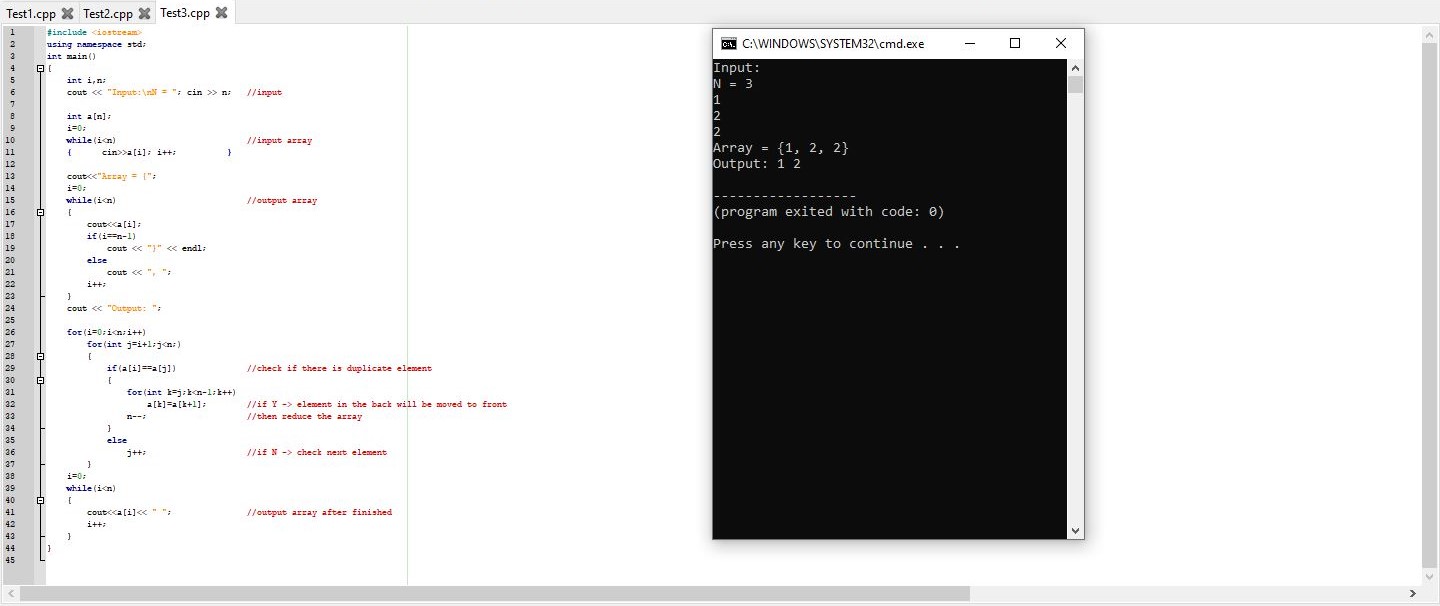 Test1.cpp Test2.cpp Test3.cpp
1 #include <iostream>
2 using namespace std;
3 int main()
4 {
5 int i,n;
6 cout << "Input:\nN = "; cin >> n; //input
7
8 int a[n];
9 i=0;
10 while(i<n) //input array
11 { cin>>a[i]; i++; }
12
13 cout<<"Array = {";
14 i=0;
15 while(i<n) //output array
16 {
17 cout<<a[i];
18 if(i==n-1)
19 cout << "}" << endl;
20 else
21 cout << ", ";
22 i++;
23 }
24 cout << "Output: ";
25
26 for(i=0;i<n;i++)
27 for(int j=i+1;j<n;)
28 {
29 if(a[i]==a[j]) //check if there is duplicate element
30 {
31 for(int k=j;k<n-1;k++)
32 a[k]=a[k+1]; //if Y -> element in the back will be moved to front
33 n--; //then reduce the array
34 }
35 else
36 j++; //if N -> check next element
37 }
38 i=0;
39 while(i<n)
40 {
41 cout<<a[i]<< " "; //output array after finished
42 i++;
43 }
44 }
45
C:\WINDOWS\SYSTEM32\cmd.exe
Input:
N = 3
1
2
2
Array = {1, 2, 2}
Output: 1 2
------------------
(program exited with code: 0)
Press any key to continue . . .